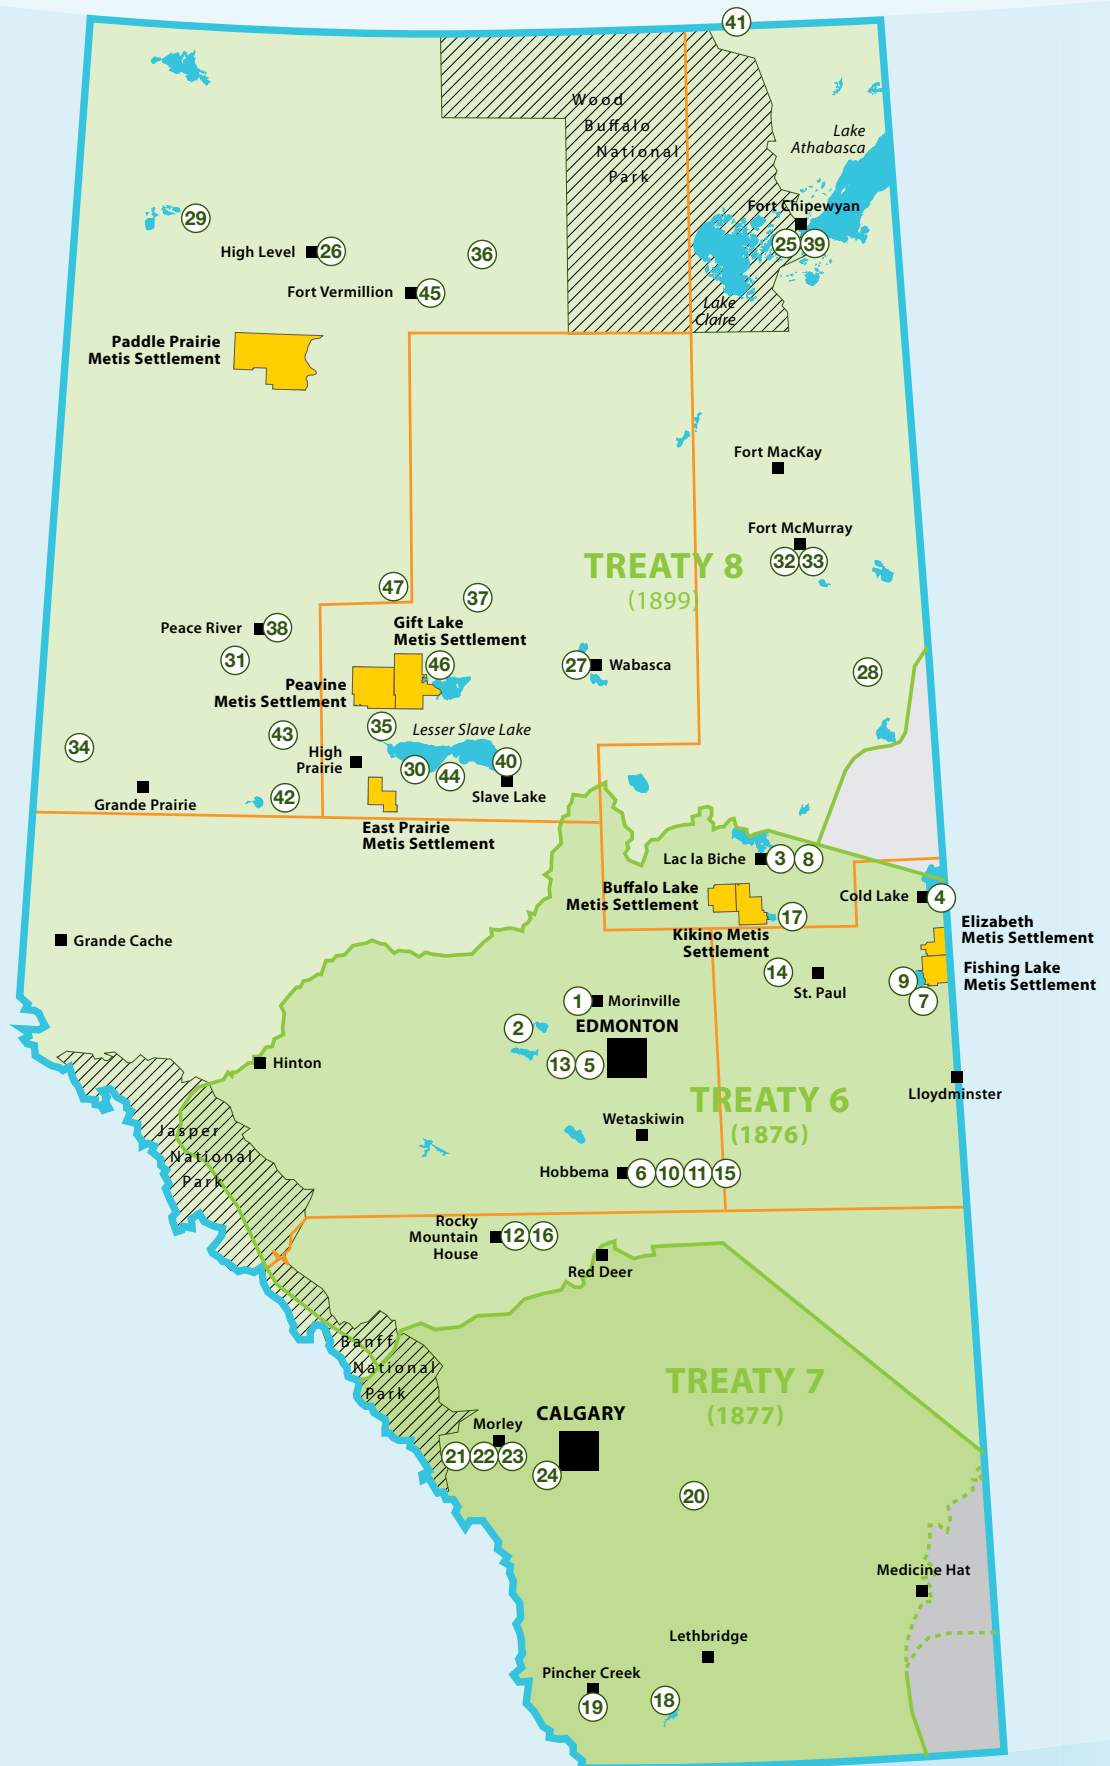 41
Wood
Buffalo
National
Park
Lake
Athabasca
Fort Chipewyan
25
39
Lake
Claire
29
High Level
26
36
Fort Vermillion
45
Paddle Prairie
Metis Settlement
Fort MacKay
Fort McMurray
32
33
TREATY 8
(1899)
47
37
Gift Lake
Metis Settlement
Peace River
38
31
46
27
Wabasca
28
Peavine
Metis Settlement
35
Lesser Slave Lake
43
34
High
Prairie
30
44
40
Slave Lake
Grande Prairie
42
East Prairie
Metis Settlement
Lac la Biche
3
8
Buffalo Lake
Metis Settlement
Cold Lake
4
17
Kikino Metis
Settlement
Elizabeth
Metis Settlement
Grande Cache
14
St. Paul
9
7
Fishing Lake
Metis Settlement
1
Morinville
2
EDMONTON
13
5
Hinton
Lloydminster
TREATY 6
(1876)
Wetaskiwin
Jasper
National
Park
Hobbema
6
10
11
15
Rocky
Mountain
House
12
16
Red Deer
Banff
National
Park
TREATY 7
(1877)
CALGARY
Morley
21
22
23
24
20
Medicine Hat
Lethbridge
Pincher Creek
19
18